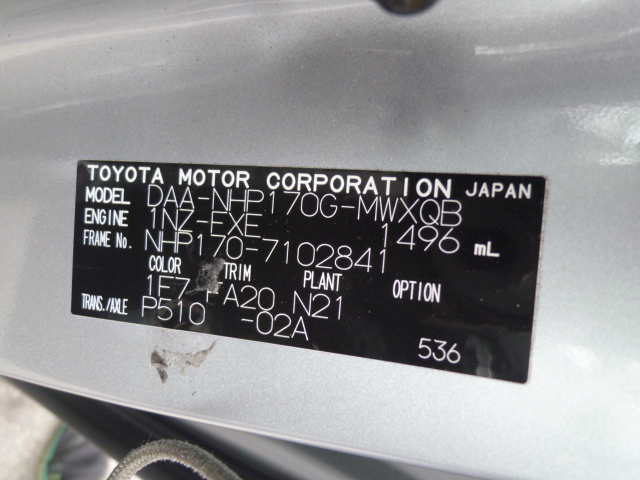 TOYOTA MOTOR CORPORATION JAPAN
MODEL DAA-NHP170G-MWXQB
ENGINE 1NZ-EXE 1496 mL
FRAME No. NHP170-7102841
COLOR TRIM PLANT OPTION
1F7 FA20 N21
TRANS./AXLE P510 -02A
536